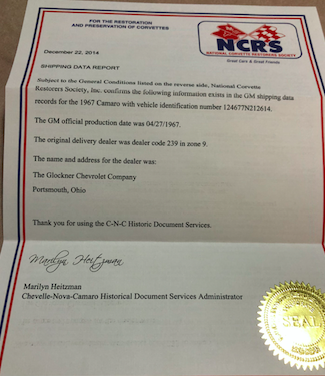 FOR THE RESTORATION
AND PRESERVATION OF CORVETTES
NCRS
NATIONAL CORVETTE RESTORERS SOCIETY
Great Cars & Great Friends
December 22, 2014
SHIPPING DATA REPORT
Subject to the General Conditions listed on the reverse side, National Corvette
Restorers Society, Inc. confirms the following information exists in the GM shipping data
records for the 1967 Camaro with vehicle identification number 124677N212614.
The GM official production date was 04/27/1967.
The original delivery dealer was dealer code 239 in zone 9.
The name and address for the dealer was:
The Glockner Chevrolet Company
Portsmouth, Ohio
Thank you for using the C-N-C Historic Document Services.
Marilyn Heitzman
Marilyn Heitzman
Chevelle-Nova-Camaro Historical Document Services Administrator
SEAL